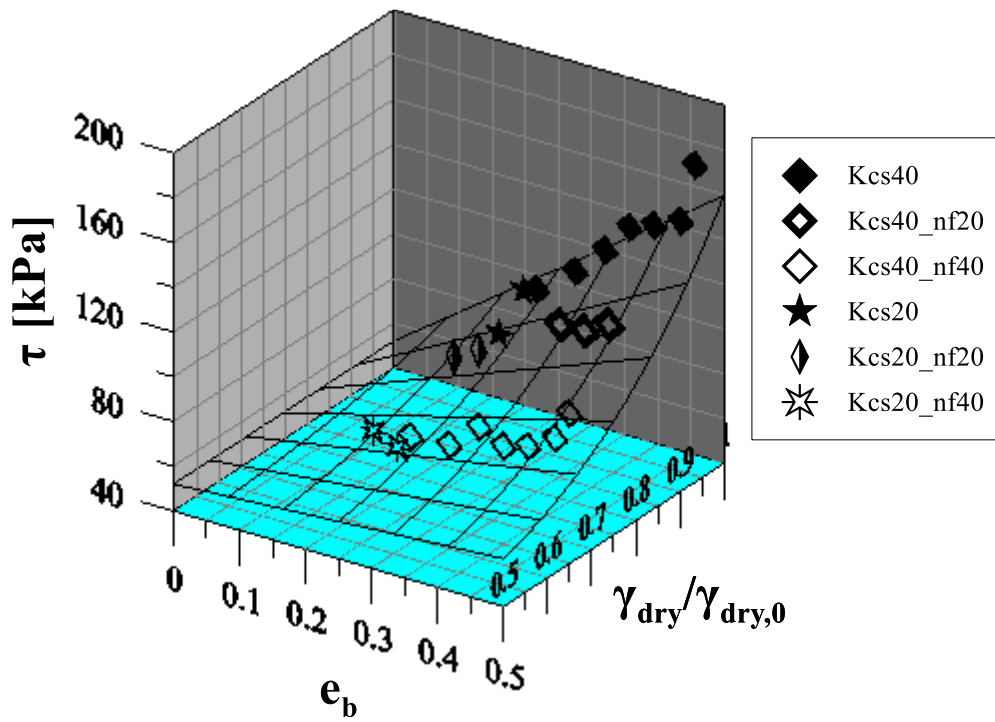 200
160
120
80
40
τ [kPa]
0
0.1
0.2
0.3
0.4
0.5
e_b
0.5
0.6
0.7
0.8
0.9
1
γ_dry/γ_dry,0
Kcs40
Kcs40_nf20
Kcs40_nf40
Kcs20
Kcs20_nf20
Kcs20_nf40